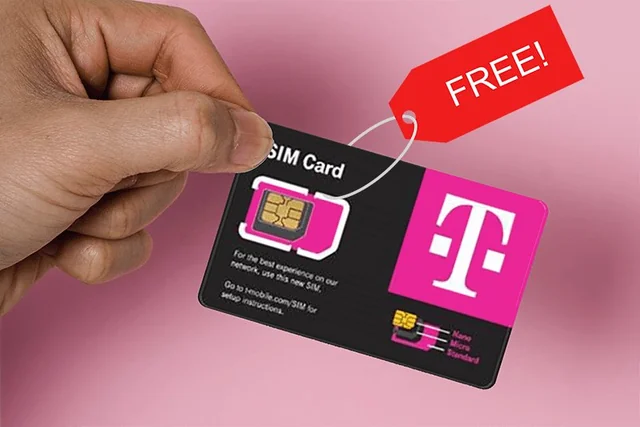 FREE!
SIM Card
For the best experience on our
network, use this new SIM.
Go to t-mobile.com/SIM for
setup instructions.
T
Nano
Micro
Standard